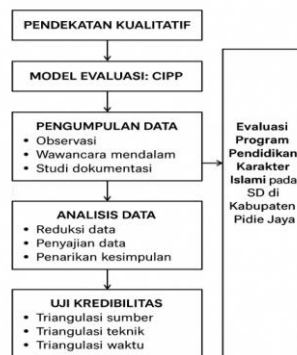 PENDEKATAN KUALITATIF
MODEL EVALUASI: CIPP
PENGUMPULAN DATA
• Observasi
• Wawancara mendalam
• Studi dokumentasi
ANALISIS DATA
• Reduksi data
• Penyajian data
• Penarikan kesimpulan
UJI KREDIBILITAS
• Triangulasi sumber
• Triangulasi teknik
• Triangulasi waktu
Evaluasi
Program
Pendidikan
Karakter
Islami pada
SD di
Kabupaten
Pidie Jaya